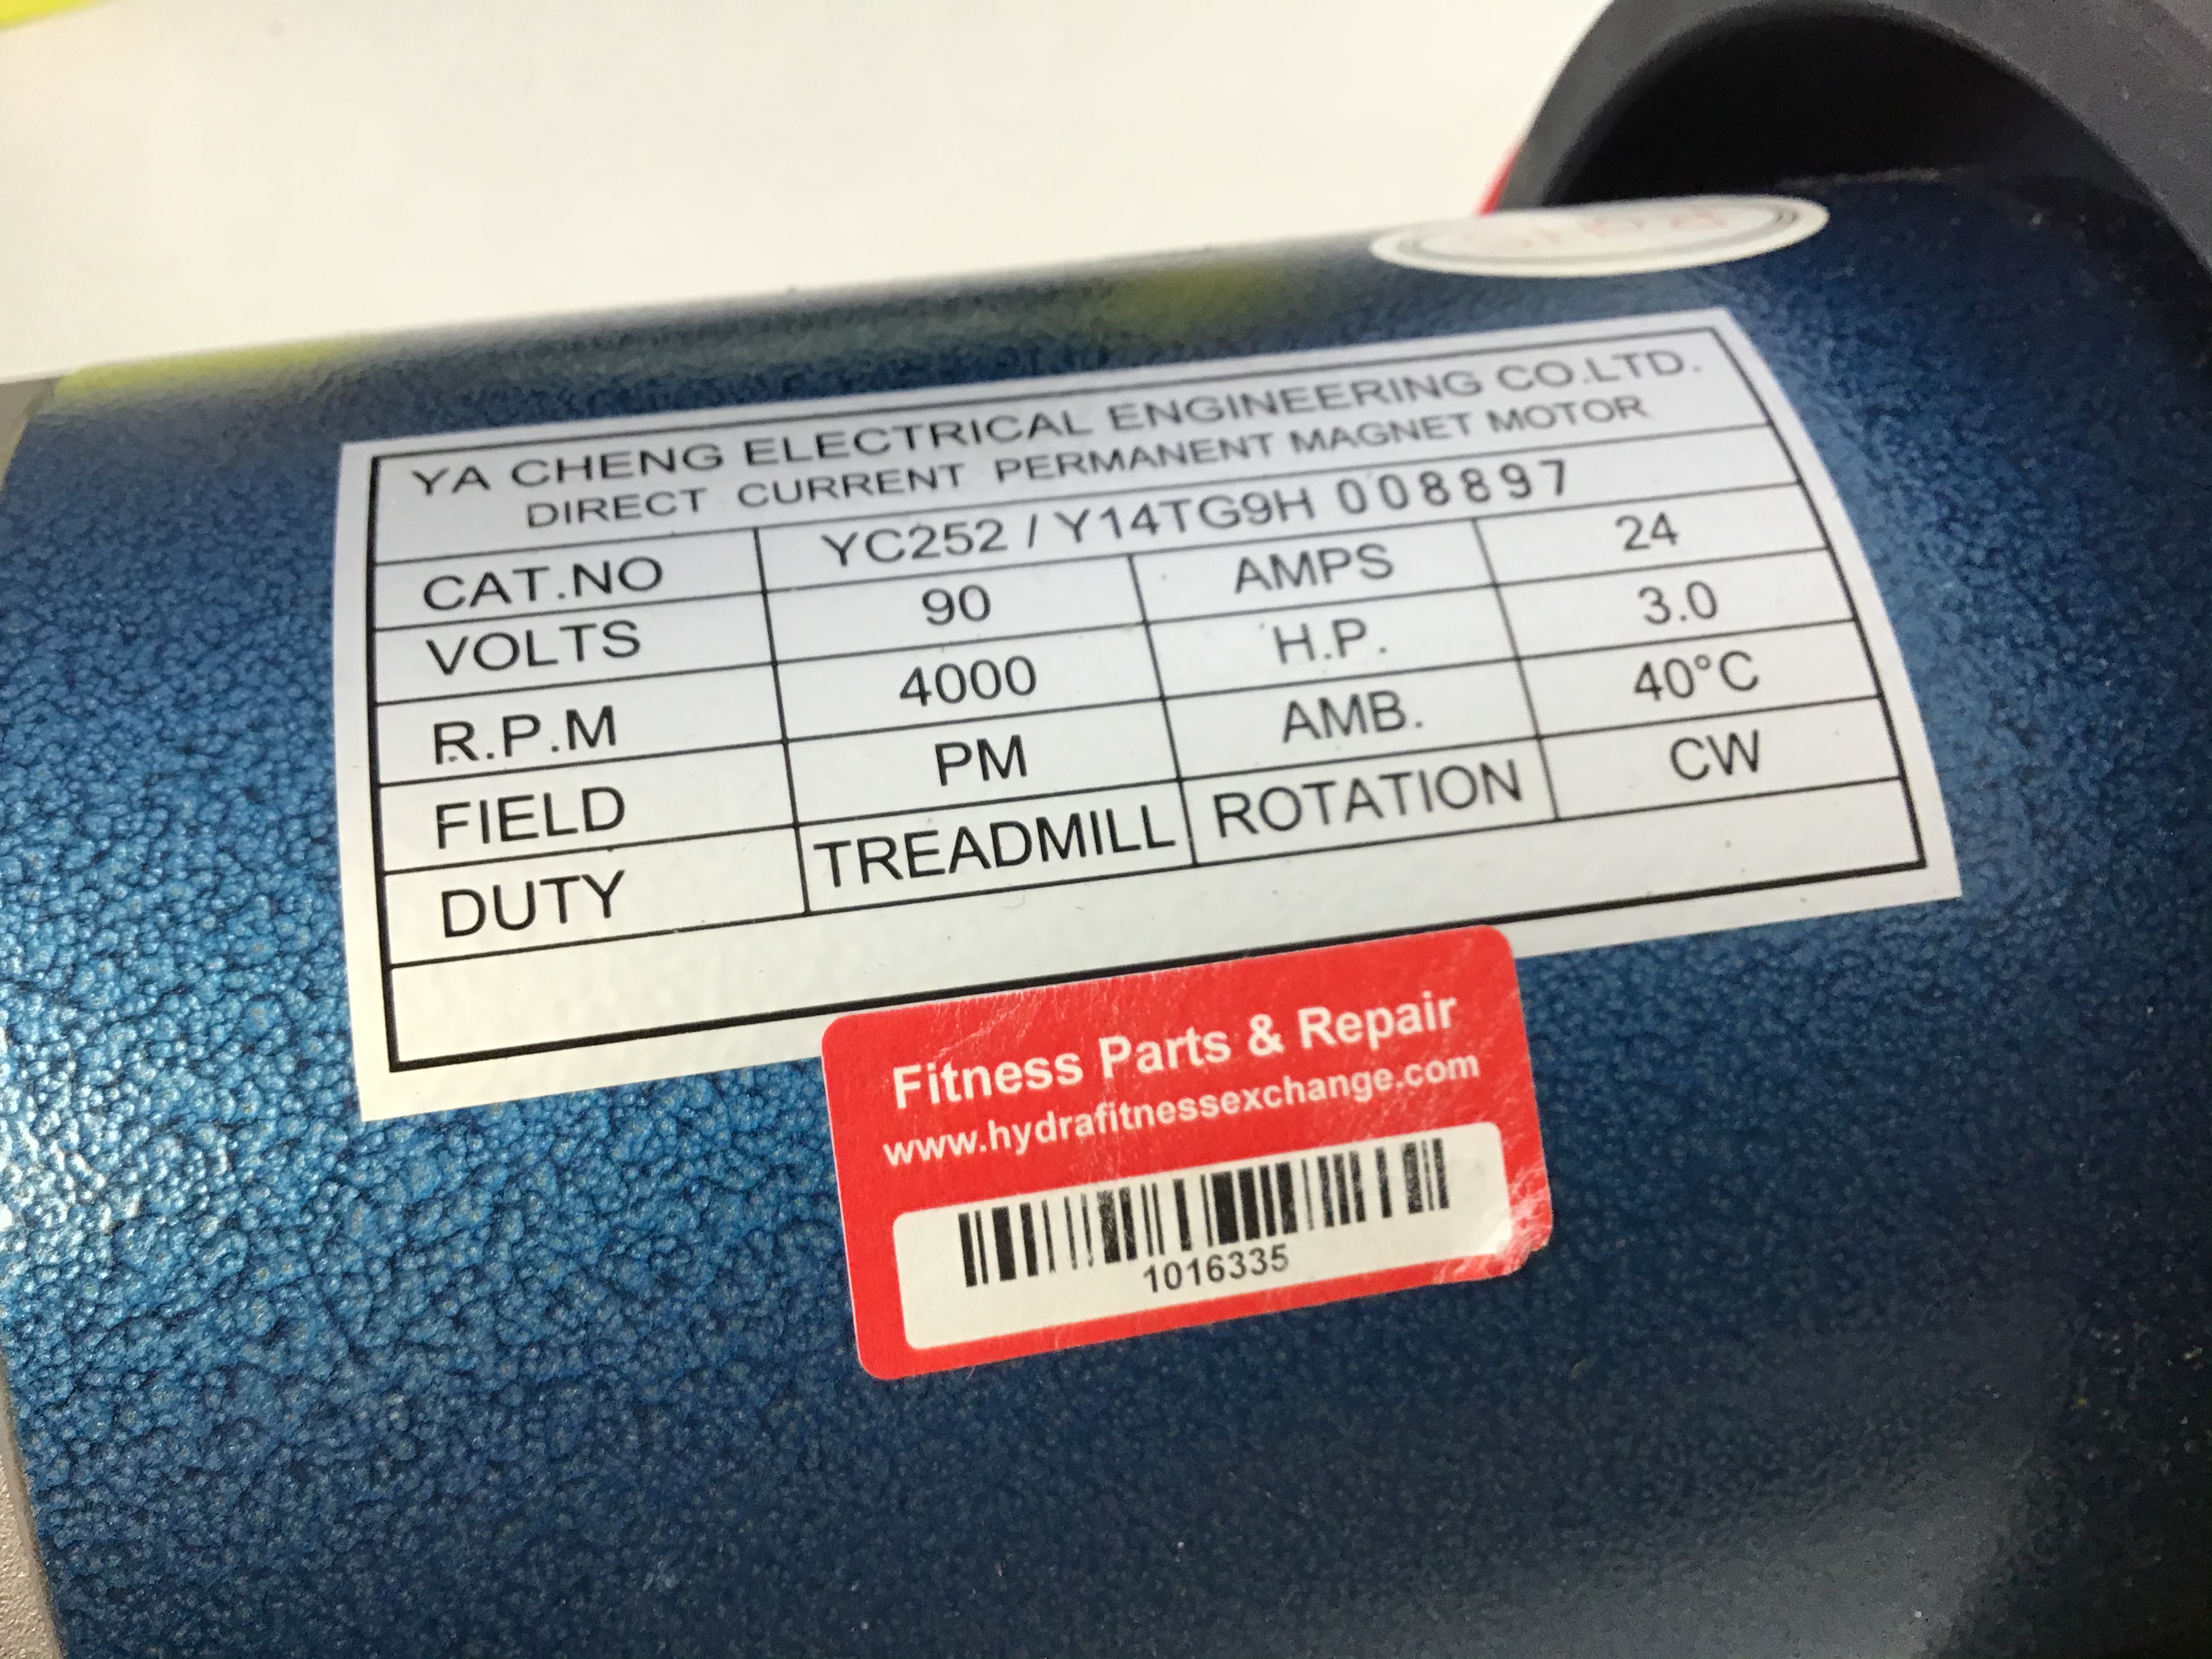 YA CHENG ELECTRICAL ENGINEERING CO.LTD.
DIRECT CURRENT PERMANENT MAGNET MOTOR
CAT.NO YC252 / Y14TG9H 008897
VOLTS 90 AMPS 24
R.P.M 4000 H.P. 3.0
FIELD PM AMB. 40°C
DUTY TREADMILL ROTATION CW
Fitness Parts & Repair
www.hydrafitnessexchange.com
1016335